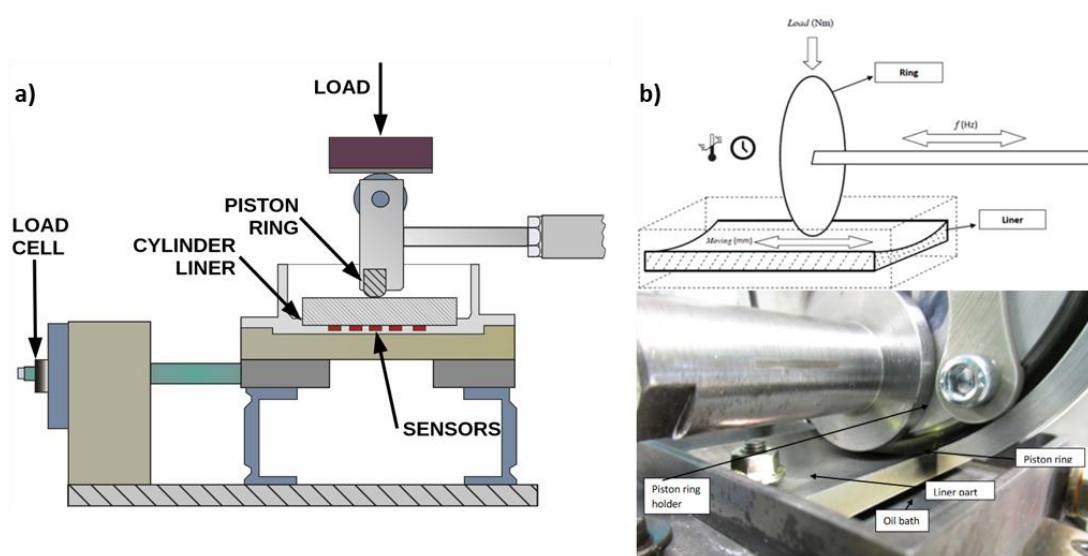 a)
LOAD
PISTON
RING
LOAD
CELL
CYLINDER
LINER
SENSORS
b)
Load (Nm)
Ring
f (Hz)
Liner
Moving (mm)
Piston ring
Piston ring
holder
Liner part
Oil bath